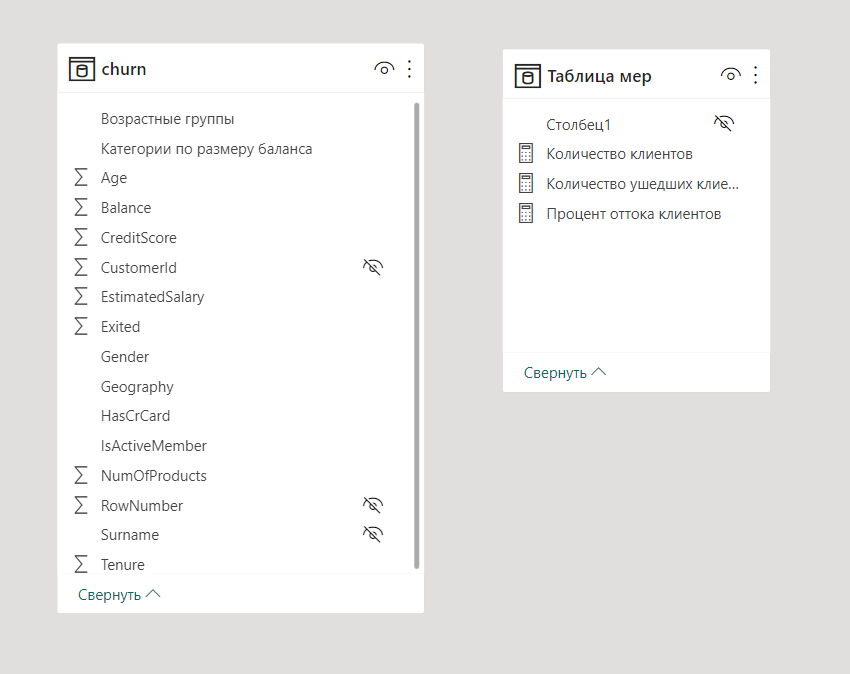 churn
Возрастные группы
Категории по размеру баланса
Age
Balance
CreditScore
CustomerId
EstimatedSalary
Exited
Gender
Geography
HasCrCard
IsActiveMember
NumOfProducts
RowNumber
Surname
Tenure
Свернуть
Таблица мер
Столбец1
Количество клиентов
Количество ушедших клие...
Процент оттока клиентов
Свернуть